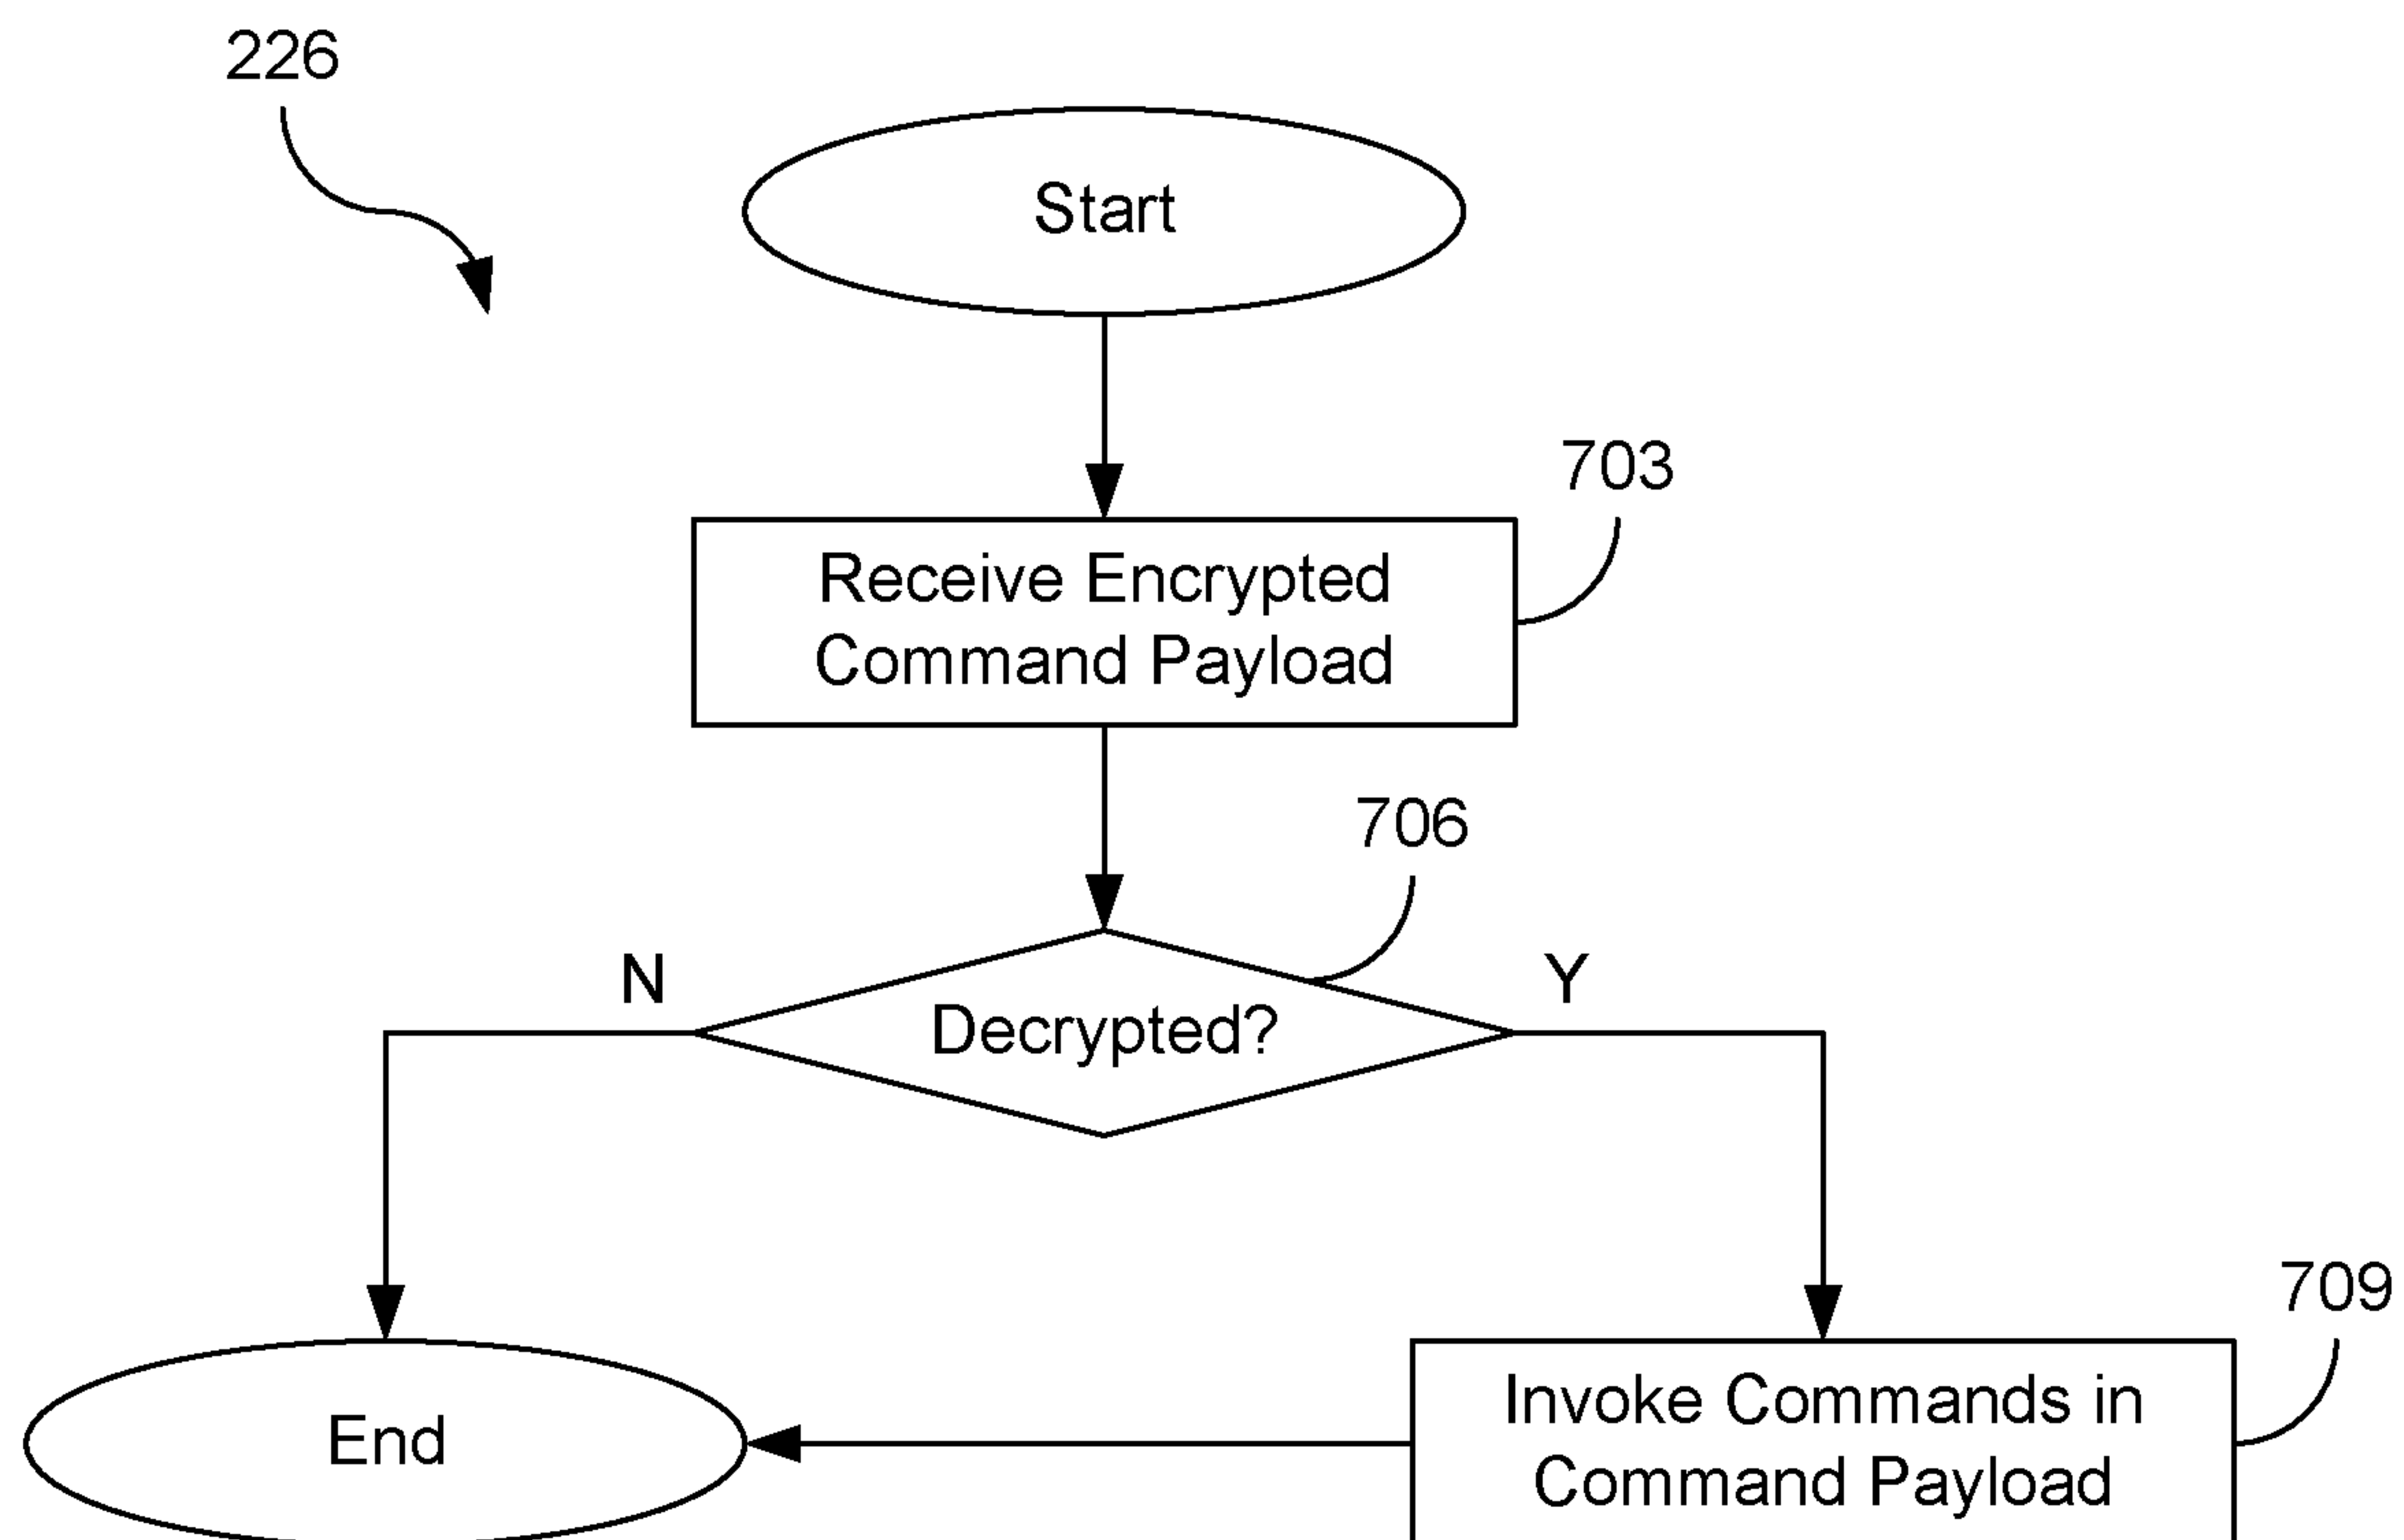 226
Start
703
Receive Encrypted
Command Payload
706
N
Y
Decrypted?
709
Invoke Commands in
Command Payload
End